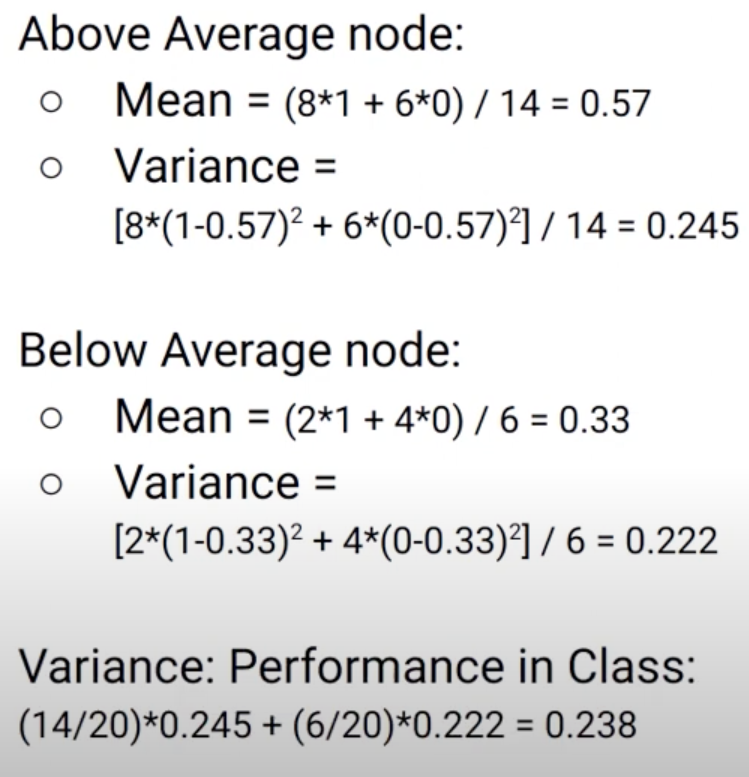 Above Average node:
○ Mean = (8*1 + 6*0) / 14 = 0.57
○ Variance =
[8*(1-0.57)² + 6*(0-0.57)²] / 14 = 0.245
Below Average node:
○ Mean = (2*1 + 4*0) / 6 = 0.33
○ Variance =
[2*(1-0.33)² + 4*(0-0.33)²] / 6 = 0.222
Variance: Performance in Class:
(14/20)*0.245 + (6/20)*0.222 = 0.238